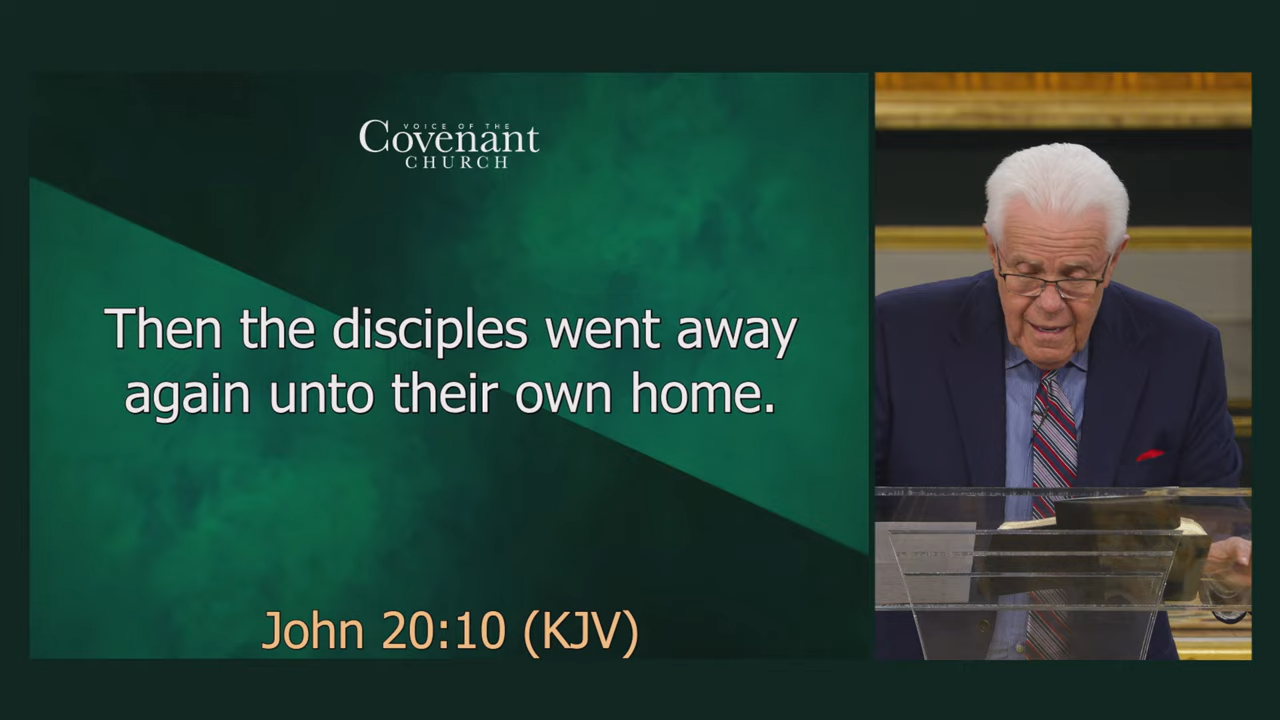 VOICE OF THE
Covenant
CHURCH
Then the disciples went away
again unto their own home.
John 20:10 (KJV)